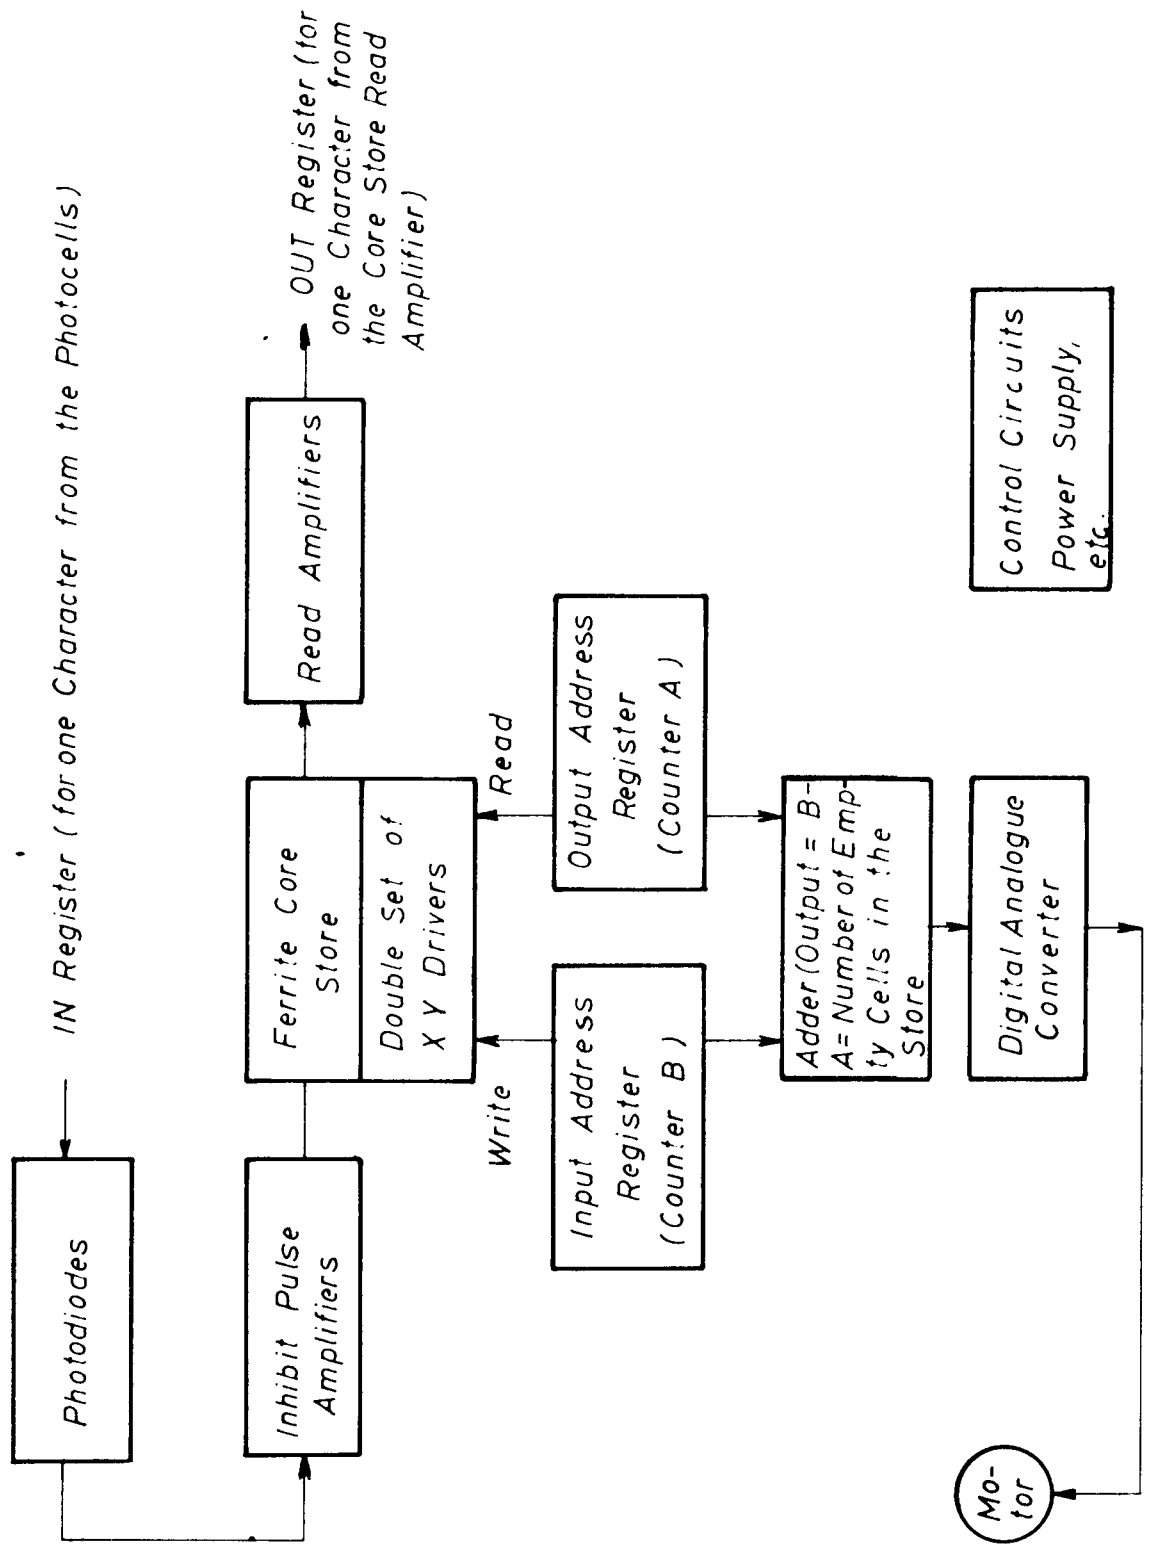 IN Register (for one Character from the Photocells)
Photodiodes
Inhibit Pulse
Amplifiers
Ferrite Core
Store
Double Set of
X Y Drivers
Read Amplifiers
OUT Register (for
one Character from
the Core Store Read
Amplifier)
Write
Read
Input Address
Register
(Counter B)
Output Address
Register
(Counter A)
Adder (Output = B-
A = Number of Emp-
ty Cells in the
Store
Digital Analogue
Converter
Control Circuits
Power Supply,
etc.
Mo-
tor